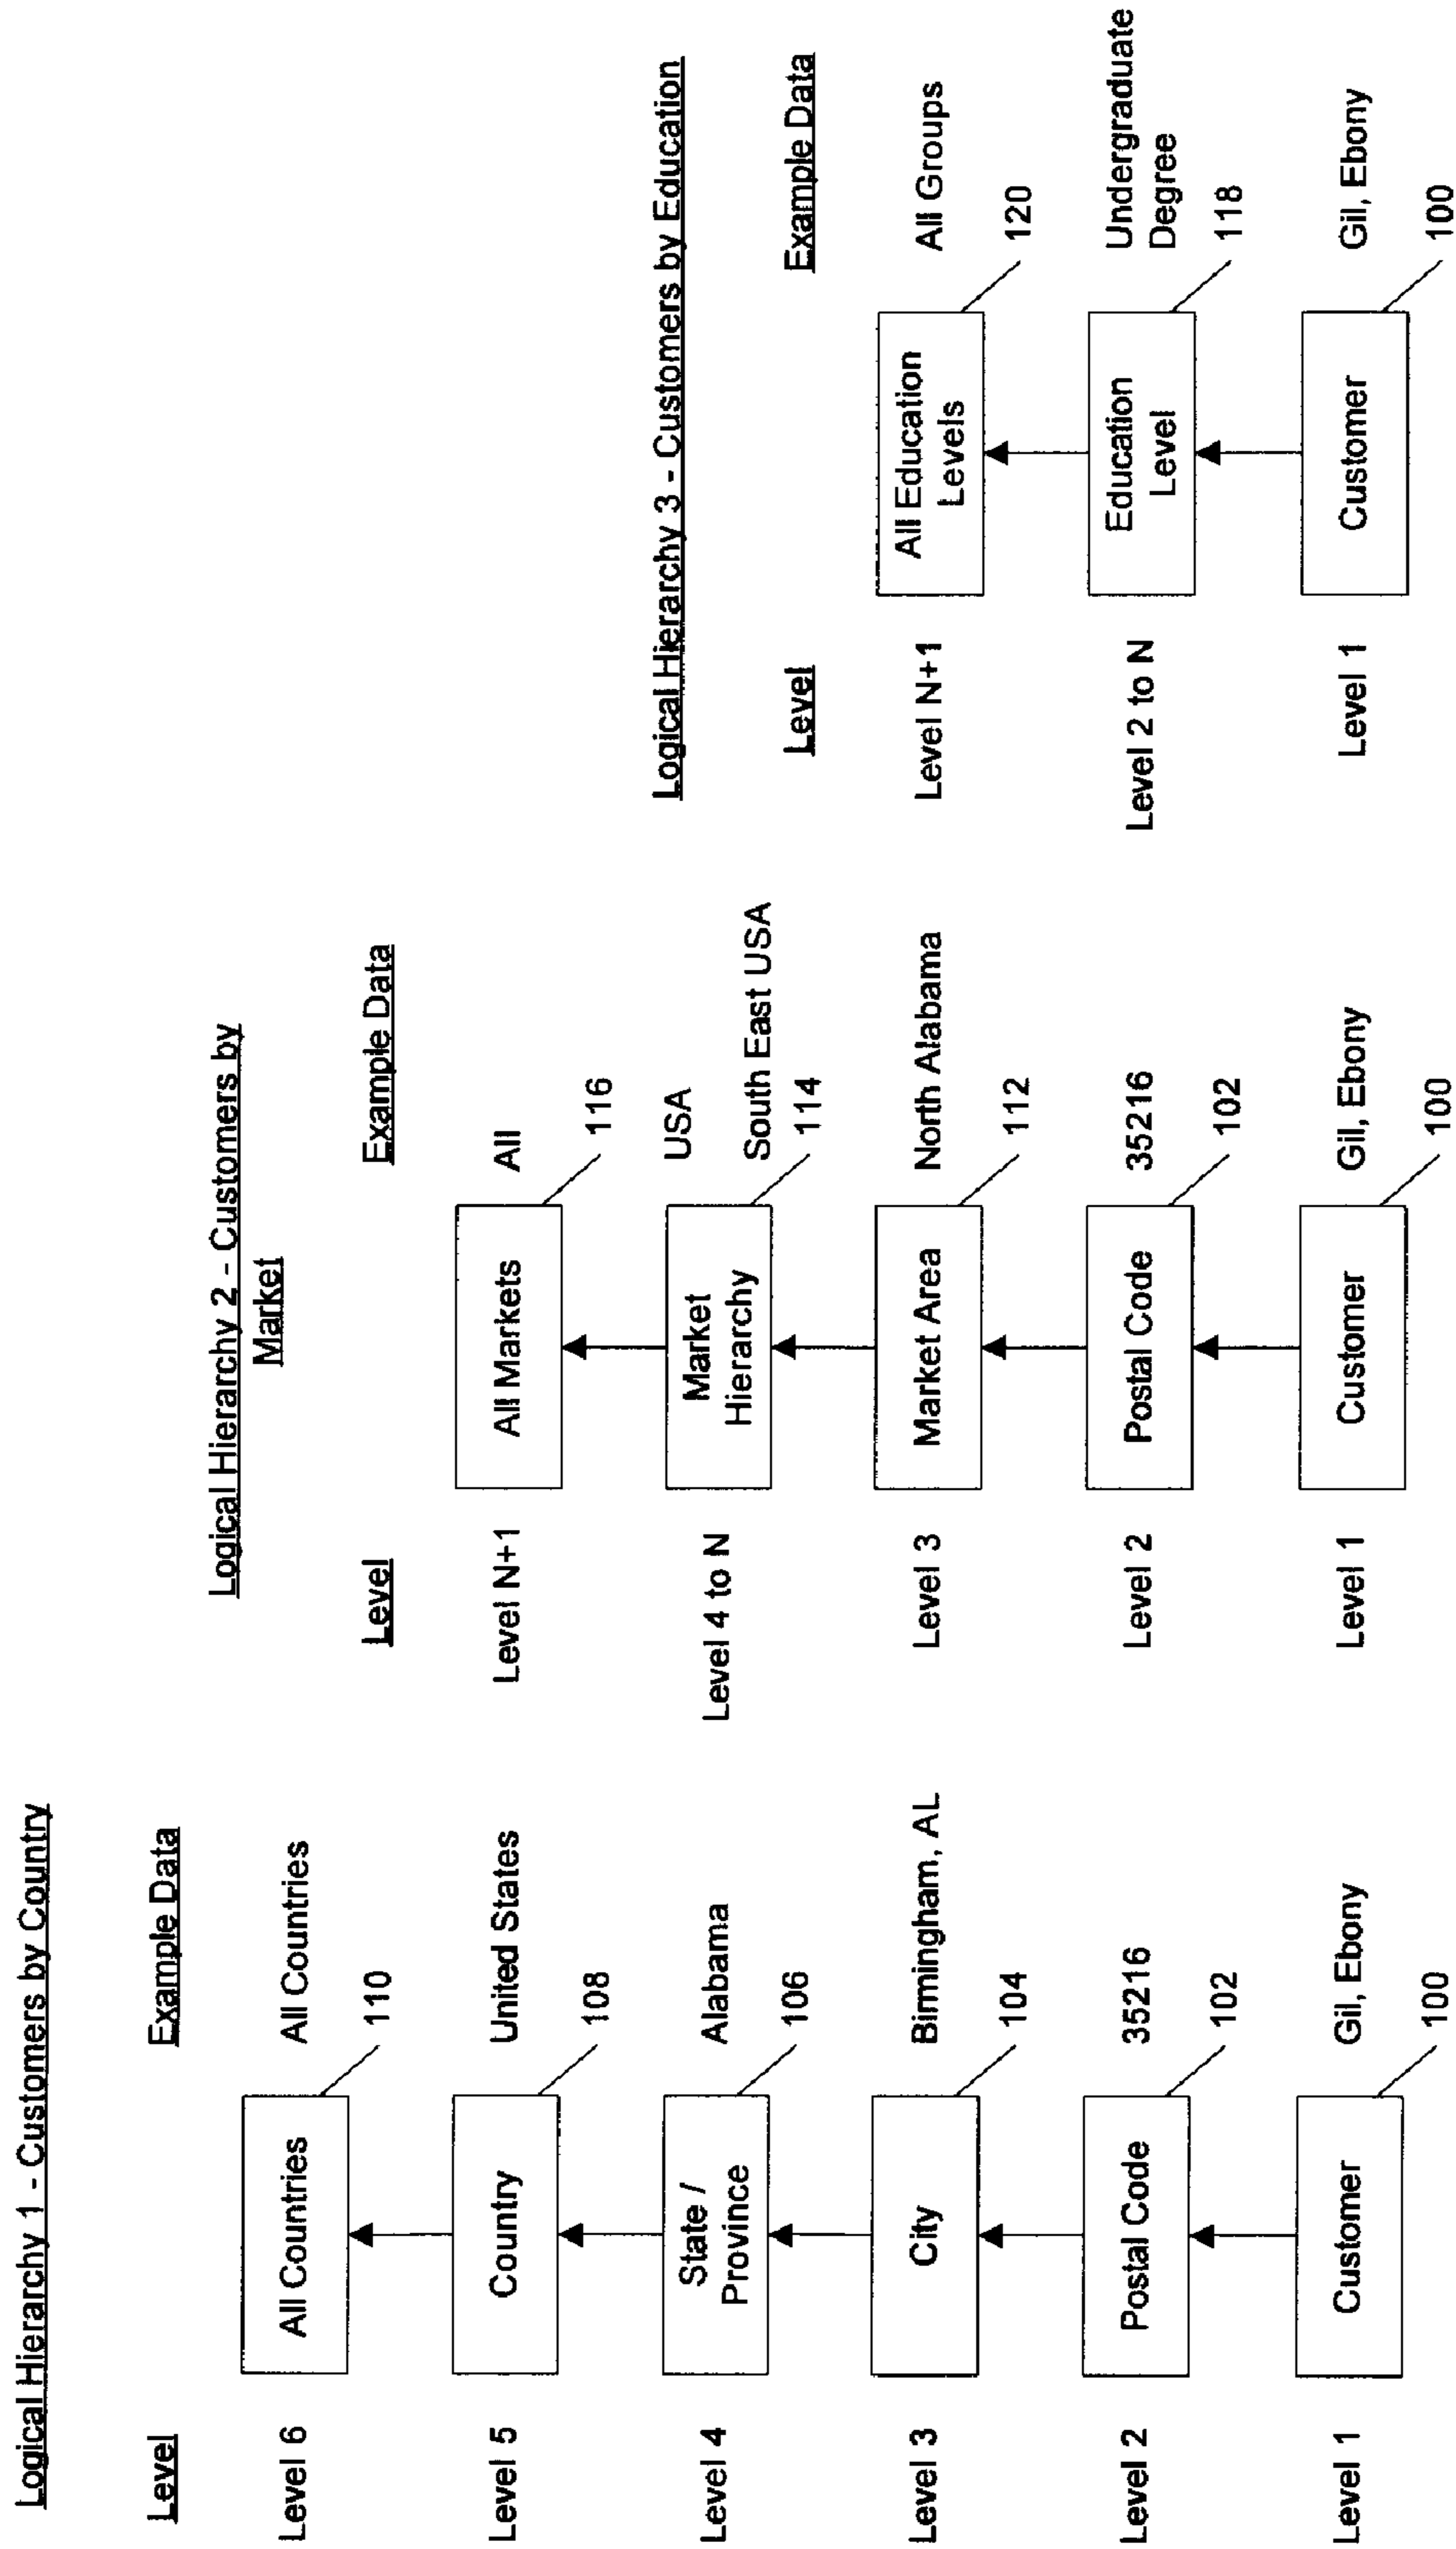 Logical Hierarchy 1 - Customers by Country
Level
Example Data
Level 6
All Countries
All Countries
110
Level 5
Country
United States
108
Level 4
State /
Province
Alabama
106
Level 3
City
Birmingham, AL
104
Level 2
Postal Code
35216
102
Level 1
Customer
Gil, Ebony
100
Logical Hierarchy 2 - Customers by
Market
Level
Example Data
Level N+1
All Markets
All
116
Level 4 to N
Market
Hierarchy
USA
South East USA
114
Level 3
Market Area
North Alabama
112
Level 2
Postal Code
35216
102
Level 1
Customer
Gil, Ebony
100
Logical Hierarchy 3 - Customers by Education
Level
Example Data
Level N+1
All Education
Levels
All Groups
120
Level 2 to N
Education
Level
Undergraduate
Degree
118
Level 1
Customer
Gil, Ebony
100